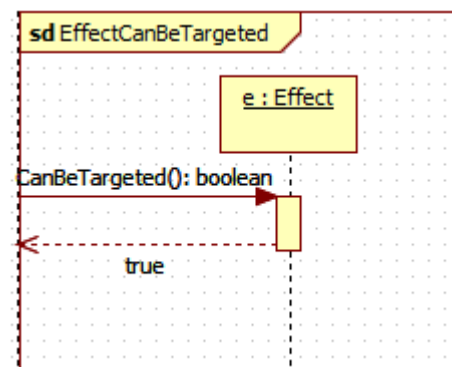 sd EffectCanBeTargeted
e : Effect
CanBeTargeted(): boolean
true